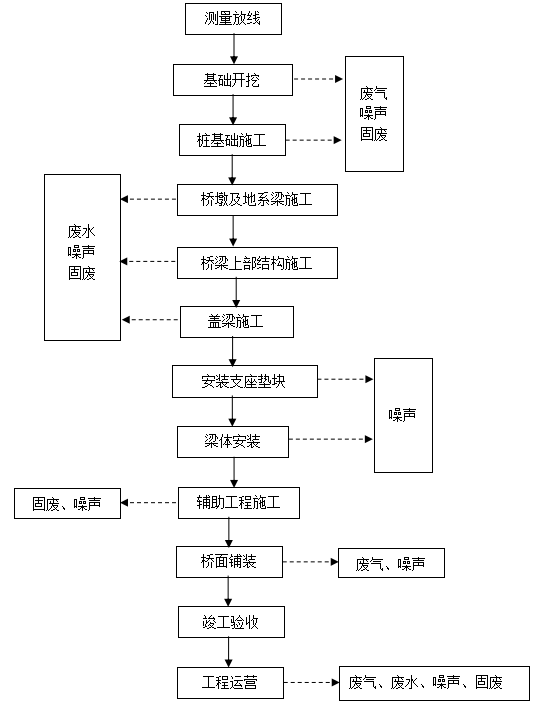 测量放线
基础开挖
废气
噪声
固废
桩基础施工
桥墩及地系梁施工
废水
噪声
固废
桥梁上部结构施工
盖梁施工
安装支座垫块
噪声
梁体安装
固废、噪声
辅助工程施工
桥面铺装
废气、噪声
竣工验收
工程运营
废气、废水、噪声、固废